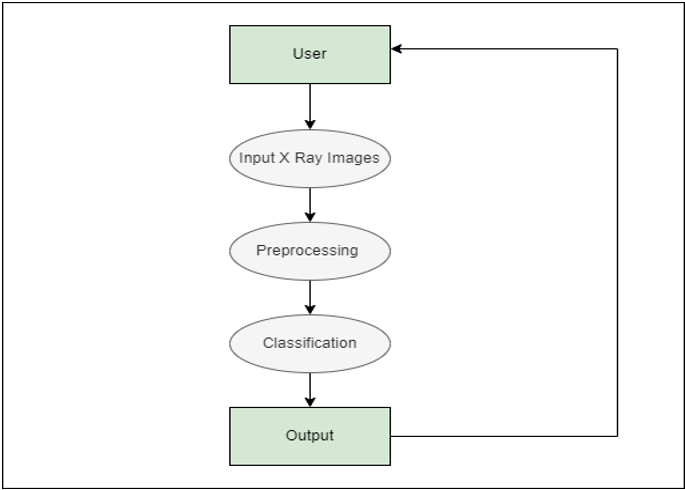 User
Input X Ray Images
Preprocessing
Classification
Output